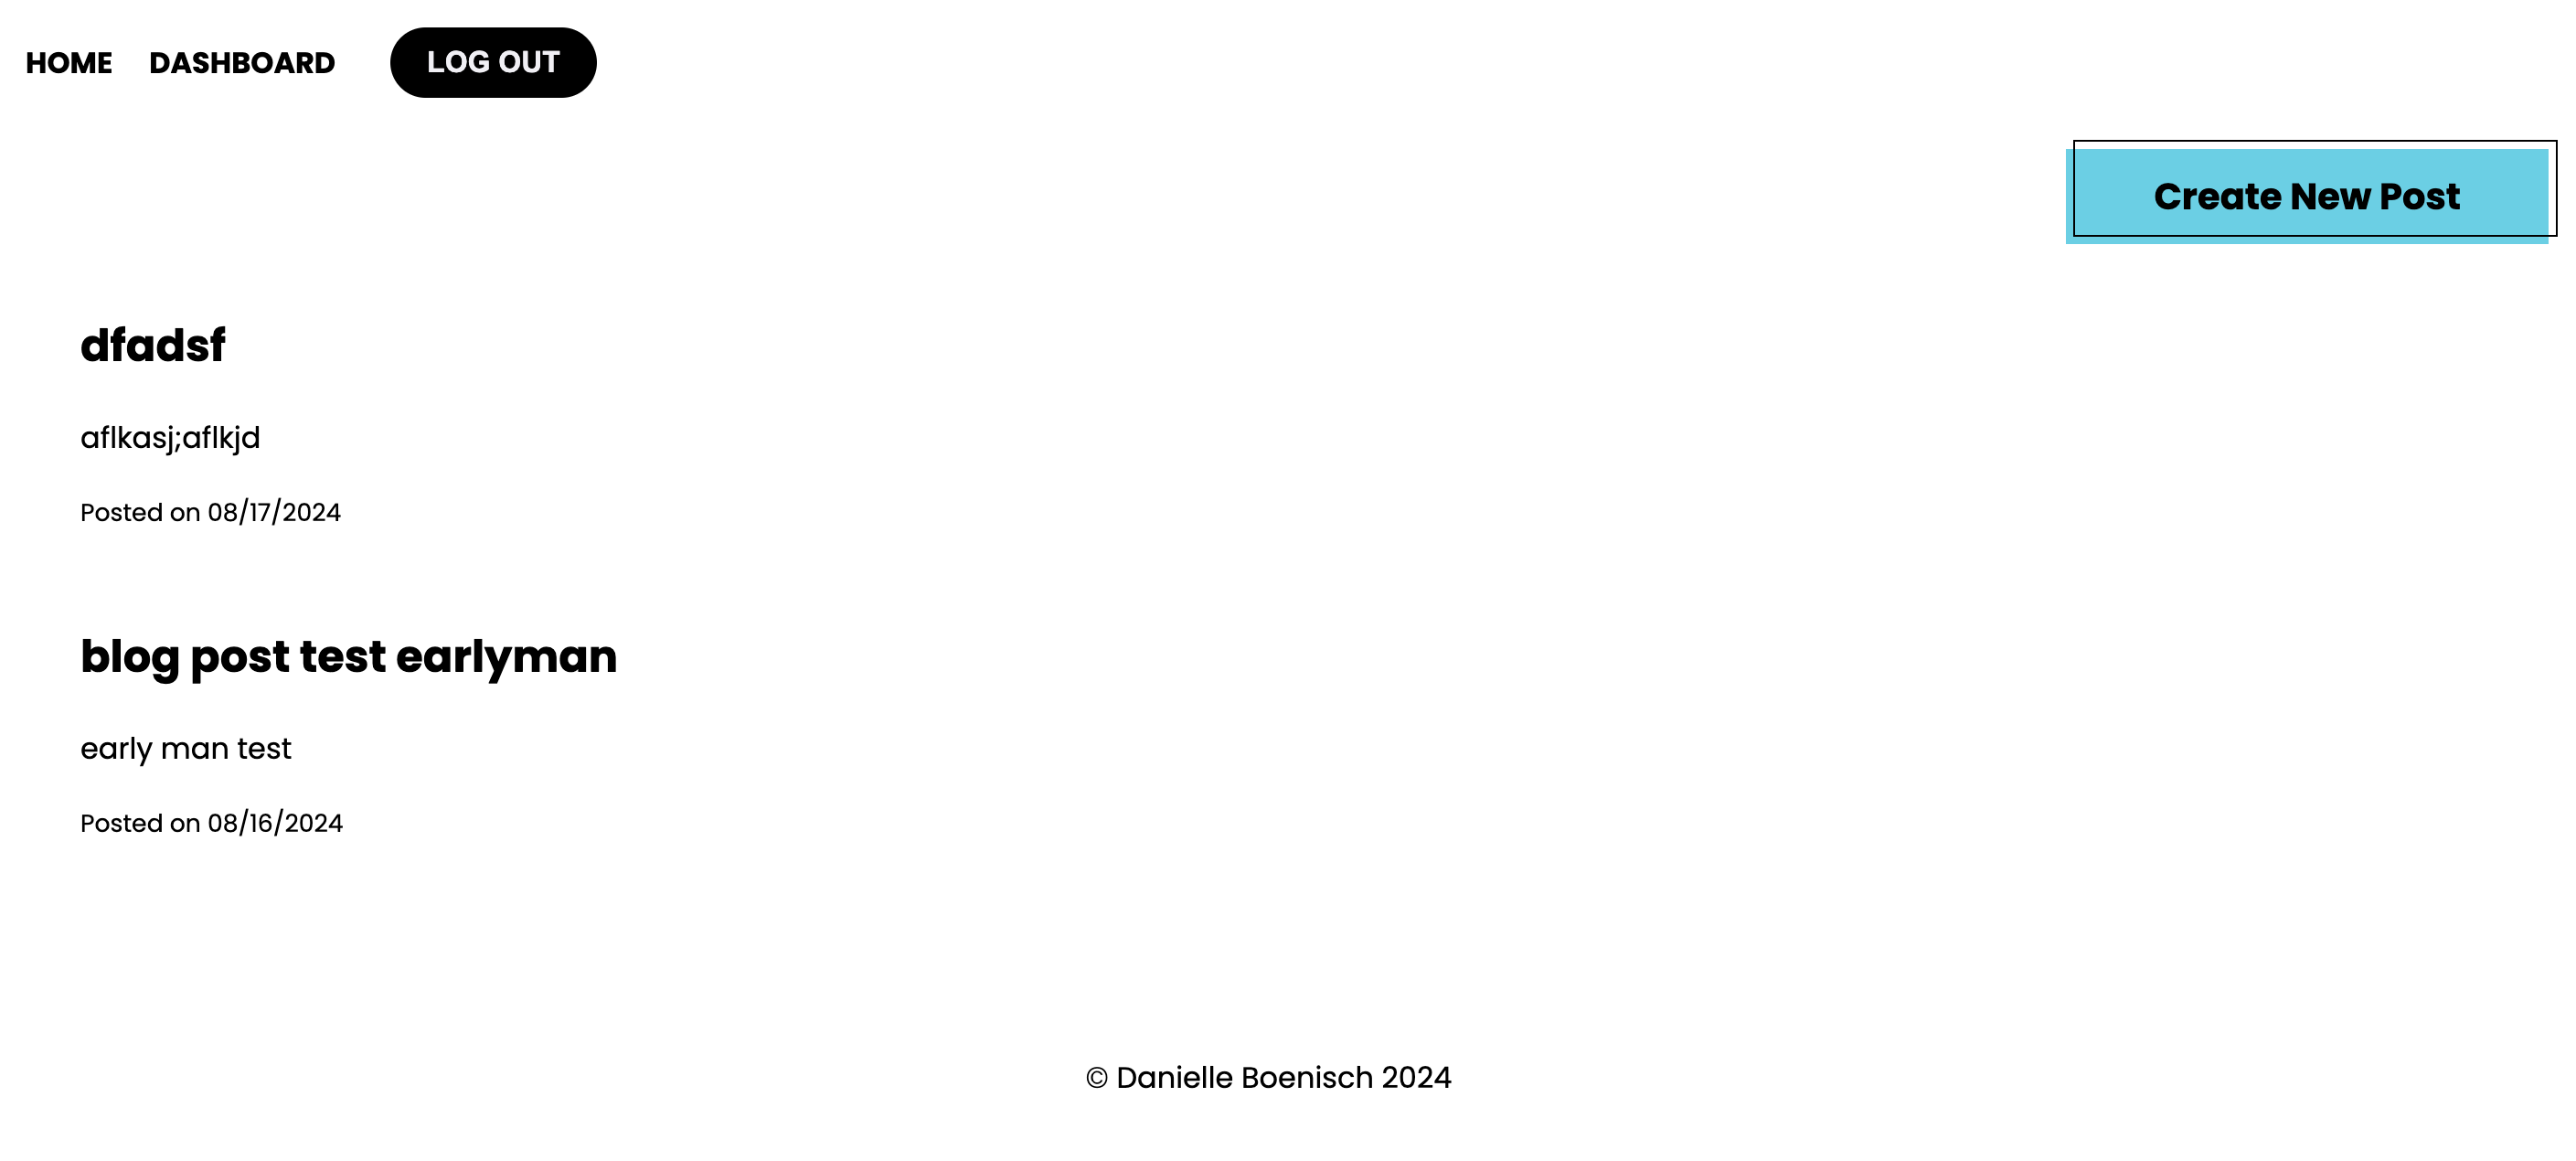 HOME DASHBOARD LOG OUT
Create New Post
dfadsf
aflkasj;aflkjd
Posted on 08/17/2024
blog post test earlyman
early man test
Posted on 08/16/2024
© Danielle Boenisch 2024